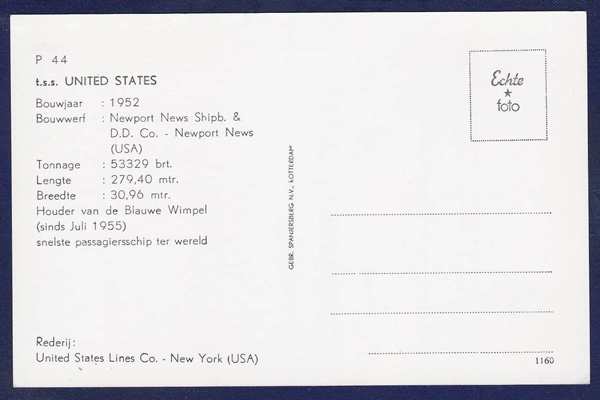 P 44
t.s.s. UNITED STATES
Bouwjaar : 1952
Bouwwerf : Newport News Shipb. &
D.D. Co. - Newport News
(USA)
Tonnage : 53329 brt.
Lengte : 279,40 mtr.
Breedte : 30,96 mtr.
Houder van de Blauwe Wimpel
(sinds Juli 1955)
snelste passagiersschip ter wereld
Rederij:
United States Lines Co. - New York (USA)
GEBR. SPANJERSBERG N.V., ROTTERDAM
Echte
foto
1160